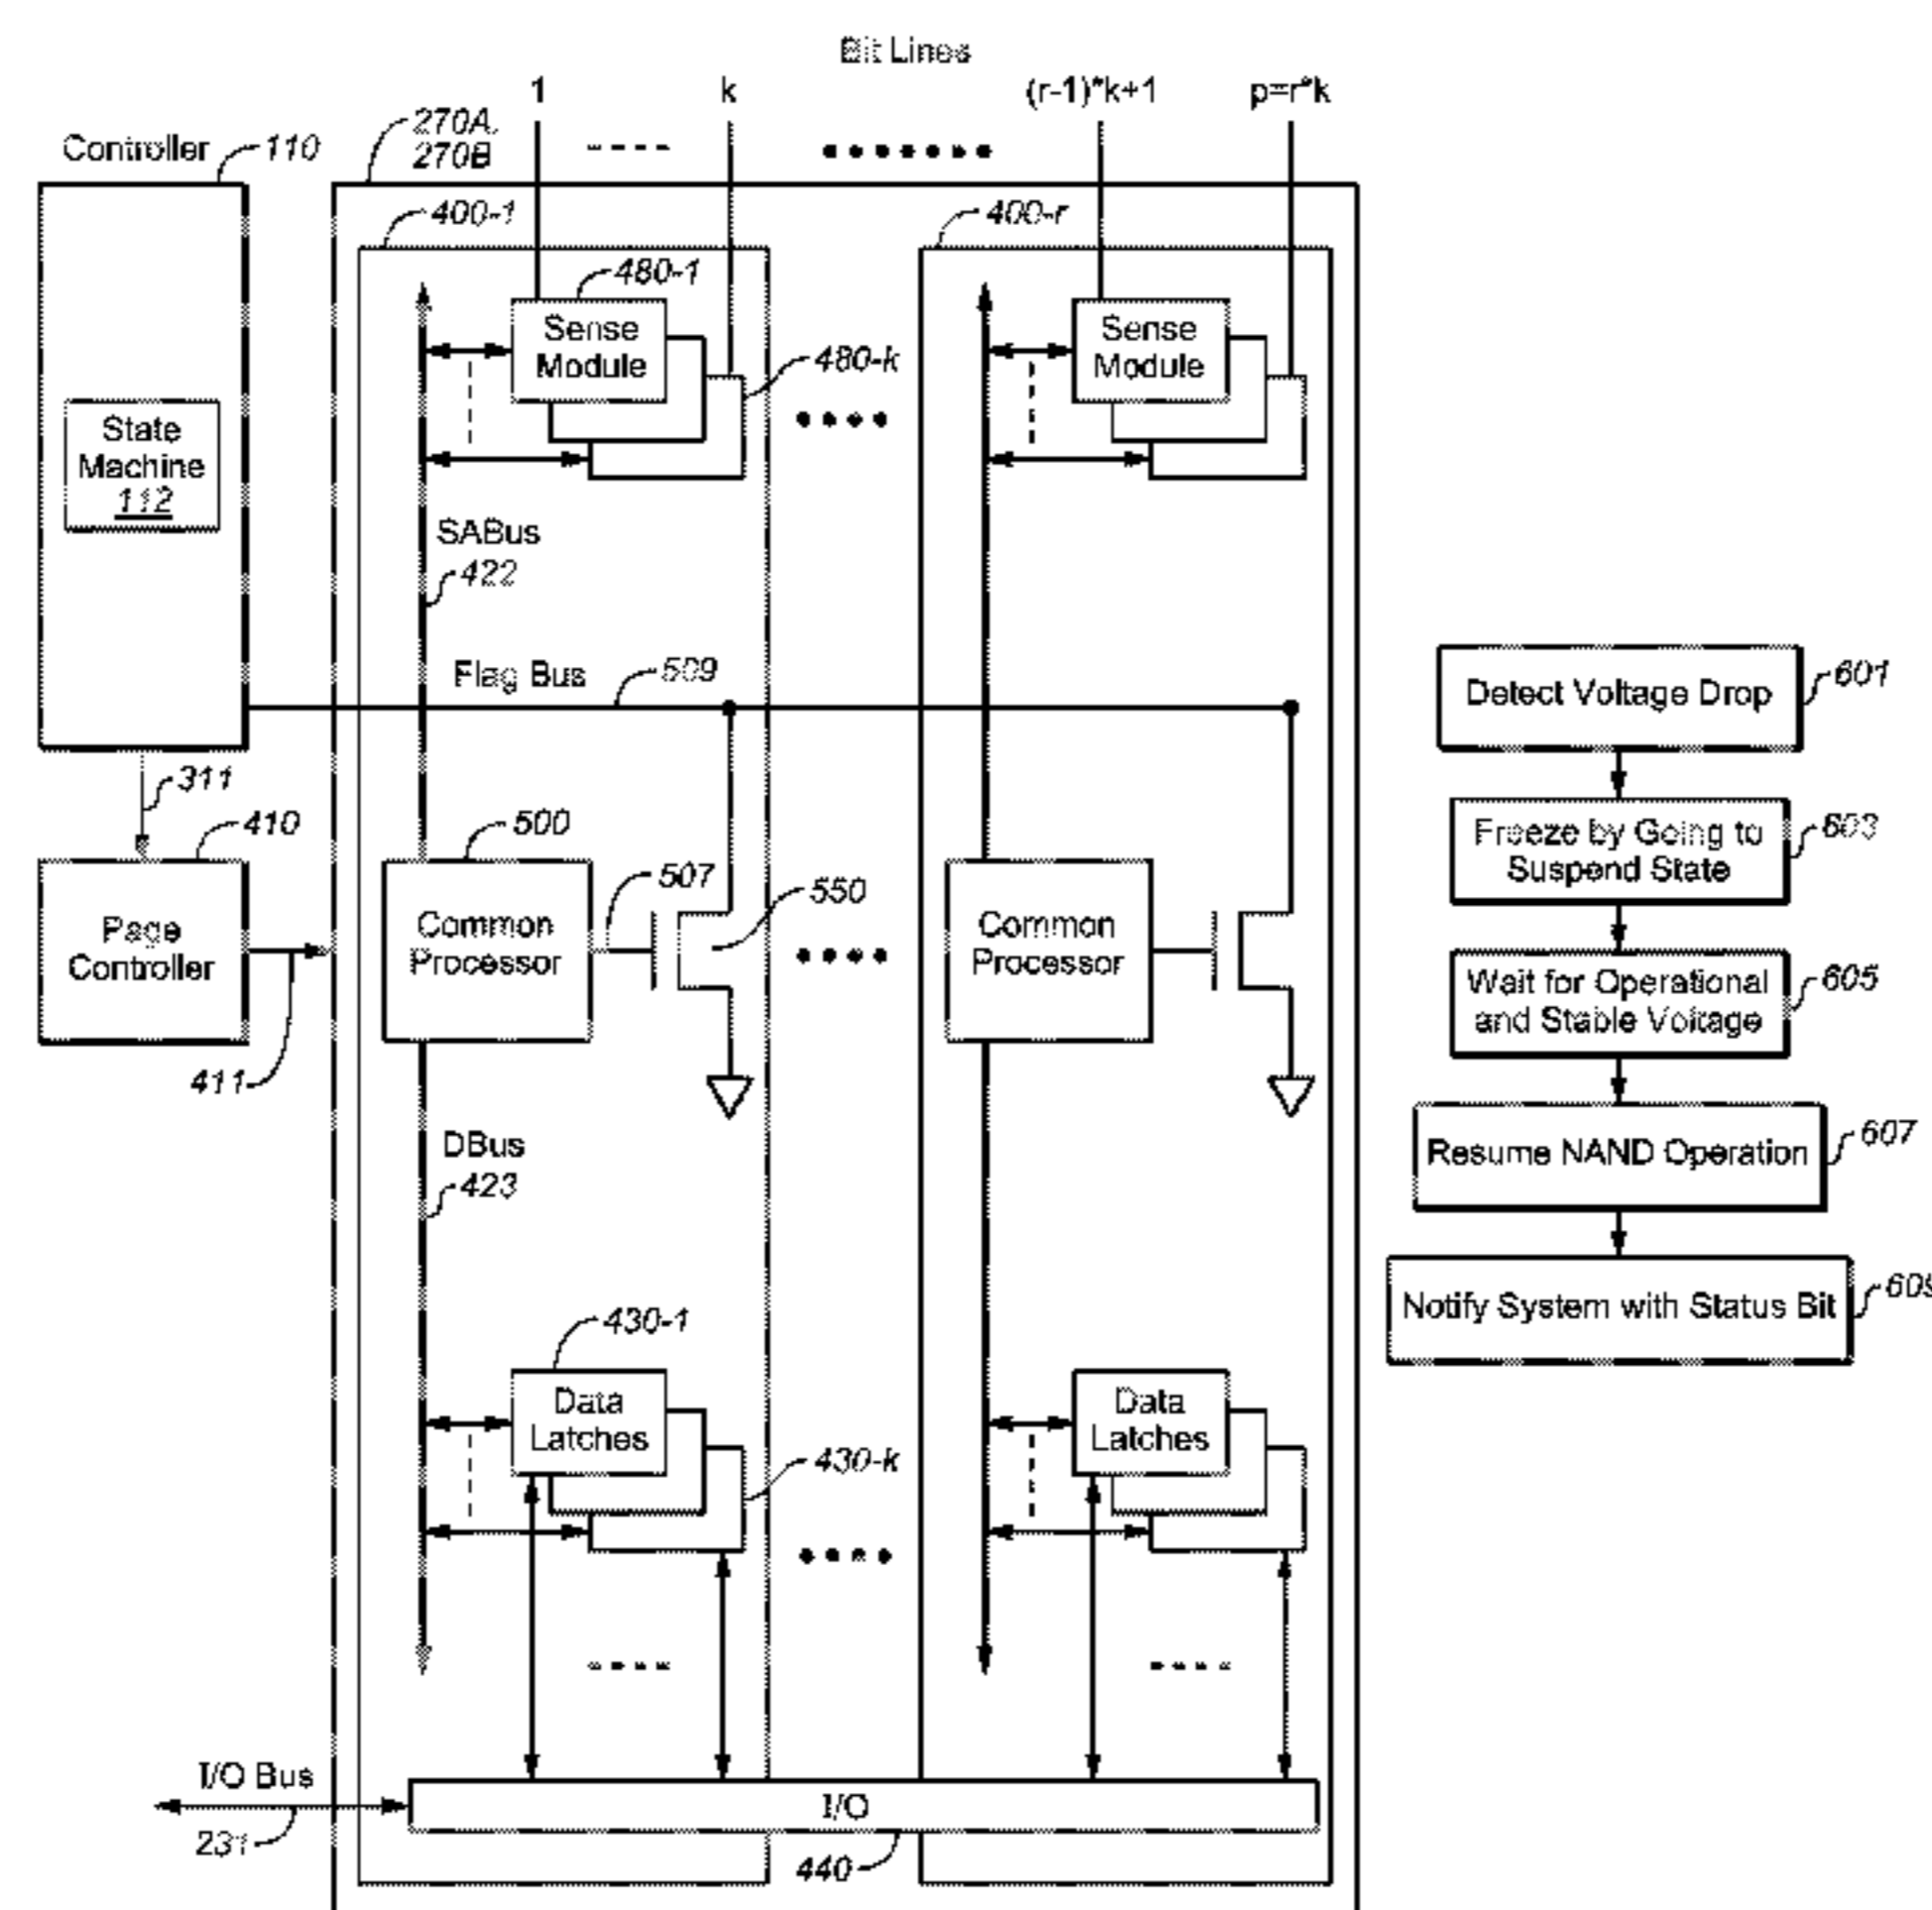 Bit Lines
1
k
(r-1)*k+1
p=r*k
270A,
270B
Controller
110
400-1
400-r
480-1
Sense
Module
Sense
Module
480-k
State
Machine
112
SABus
422
Flag Bus
509
311
410
500
Page
Controller
Common
Processor
507
550
Common
Processor
411
DBus
423
430-1
Data
Latches
Data
Latches
430-k
I/O Bus
231
I/O
440
Detect Voltage Drop
601
Freeze by Going to
Suspend State
603
Wait for Operational
and Stable Voltage
605
Resume NAND Operation
607
Notify System with Status Bit
609